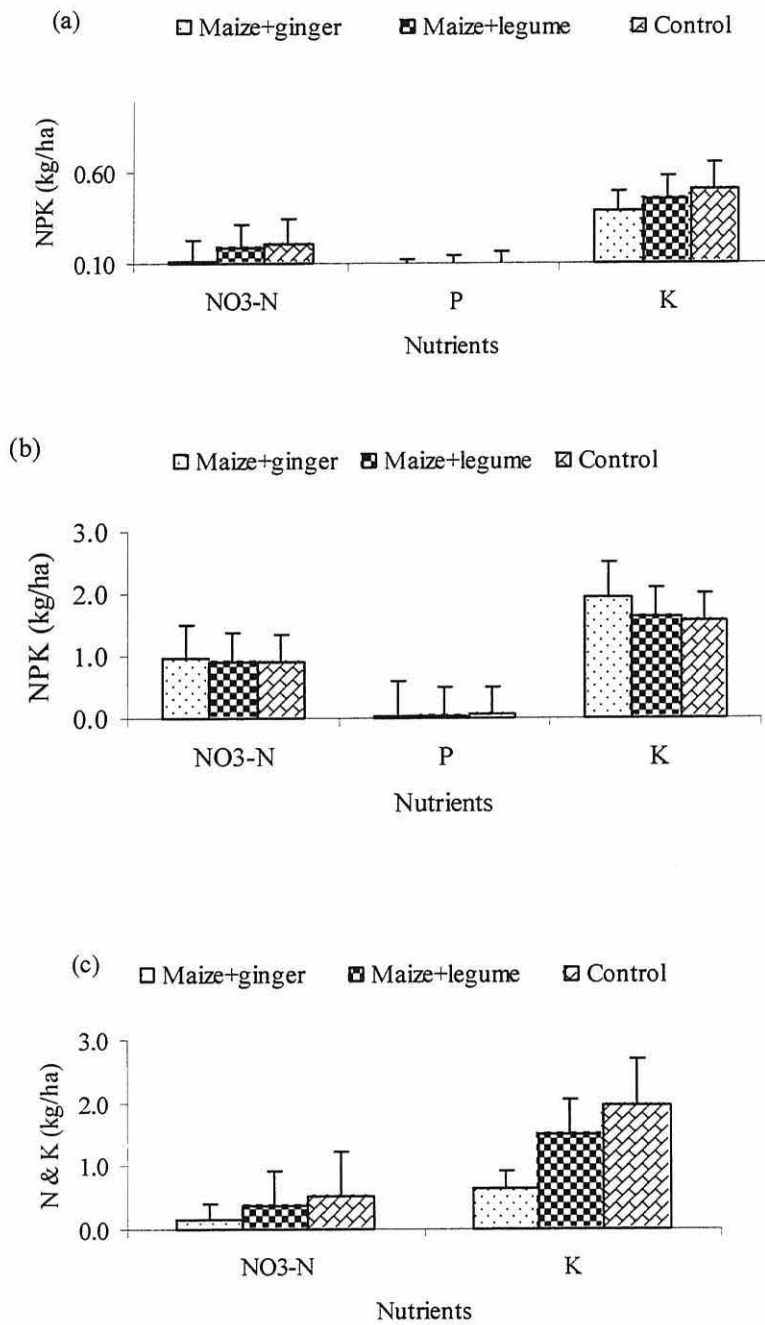 (a)
Maize+ginger Maize+legume Control
NPK (kg/ha)
0.60
0.10
NO3-N P K
Nutrients
(b)
Maize+ginger Maize+legume Control
NPK (kg/ha)
3.0
2.0
1.0
0.0
NO3-N P K
Nutrients
(c)
Maize+ginger Maize+legume Control
N & K (kg/ha)
3.0
2.0
1.0
0.0
NO3-N K
Nutrients